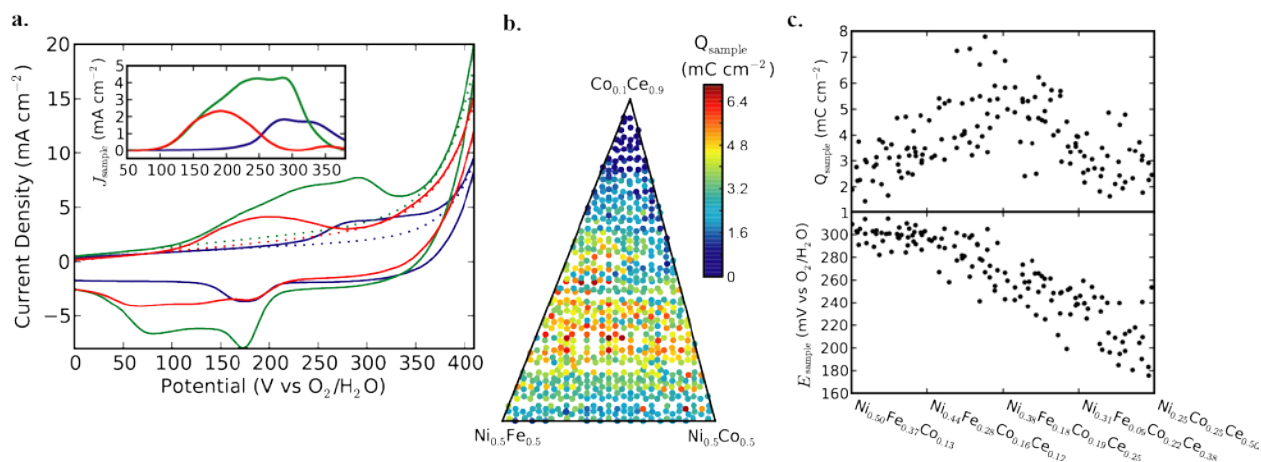 a.
20
15
10
5
0
−5
Current Density (mA cm⁻²)
0 50 100 150 200 250 300 350 400
Potential (V vs O₂/H₂O)
5
4
3
2
1
0
J_sample (mA cm⁻²)
50 100 150 200 250 300 350
b.
Q_sample
(mC cm⁻²)
6.4
4.8
3.2
1.6
0
Co₀.₁Ce₀.₉
Ni₀.₅Fe₀.₅
Ni₀.₅Co₀.₅
c.
8
7
6
5
4
3
2
1
Q_sample (mC cm⁻²)
300
280
260
240
220
200
180
160
E_sample (mV vs O₂/H₂O)
Ni₀.₅₀Fe₀.₃₇Co₀.₁₃
Ni₀.₄₄Fe₀.₂₈Co₀.₁₆Ce₀.₁₂
Ni₀.₃₈Fe₀.₁₈Co₀.₁₉Ce₀.₂₅
Ni₀.₃₁Fe₀.₀₉Co₀.₂₂Ce₀.₃₈
Ni₀.₂₅Co₀.₂₅Ce₀.₅₀